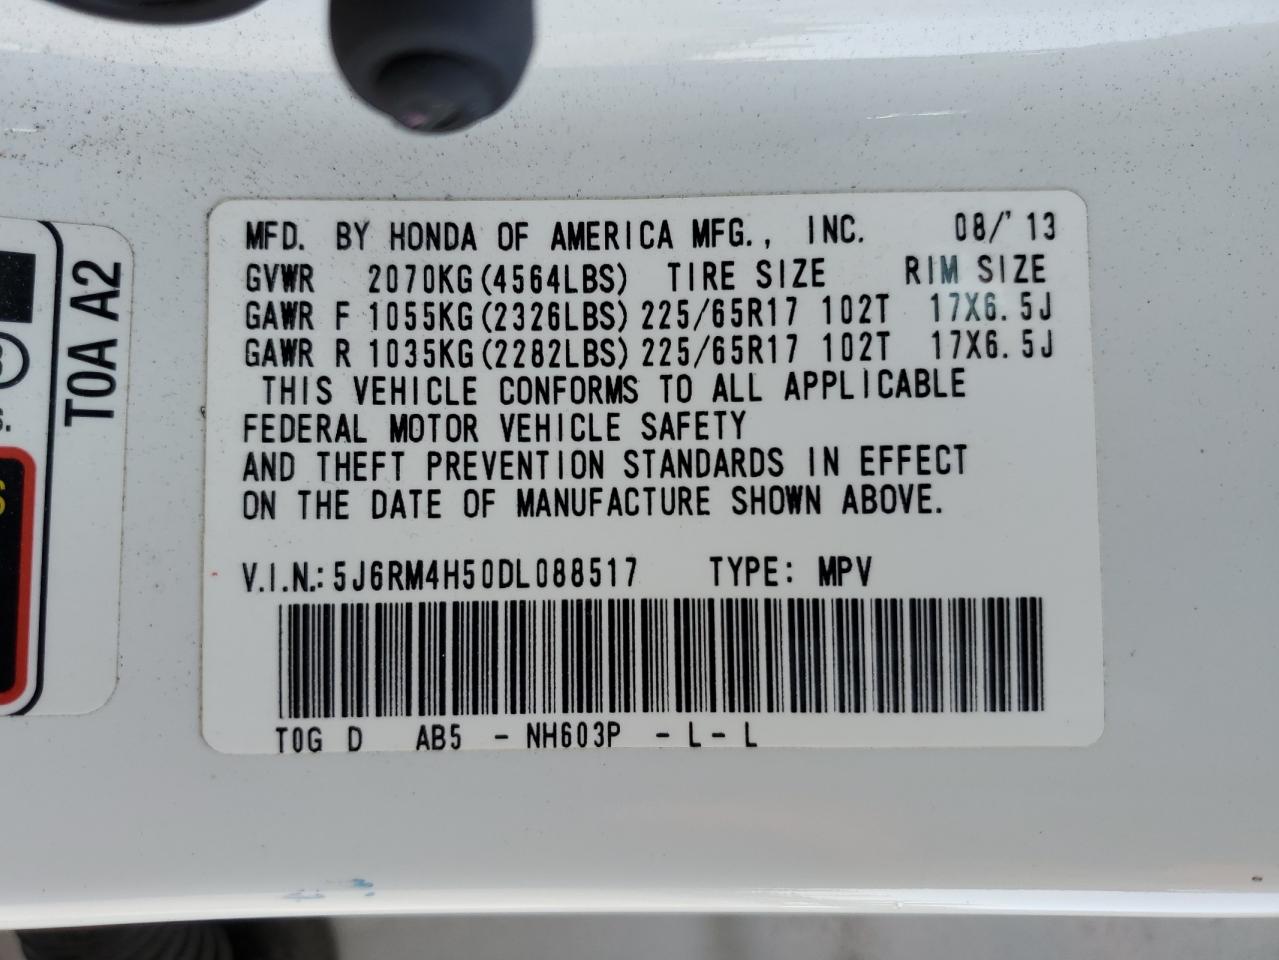 MFD. BY HONDA OF AMERICA MFG., INC. 08/'13
GVWR 2070KG(4564LBS) TIRE SIZE RIM SIZE
GAWR F 1055KG(2326LBS) 225/65R17 102T 17X6.5J
GAWR R 1035KG(2282LBS) 225/65R17 102T 17X6.5J
THIS VEHICLE CONFORMS TO ALL APPLICABLE
FEDERAL MOTOR VEHICLE SAFETY
AND THEFT PREVENTION STANDARDS IN EFFECT
ON THE DATE OF MANUFACTURE SHOWN ABOVE.
V.I.N.: 5J6RM4H50DL088517 TYPE: MPV
T0G D AB5 - NH603P - L - L
T0A A2